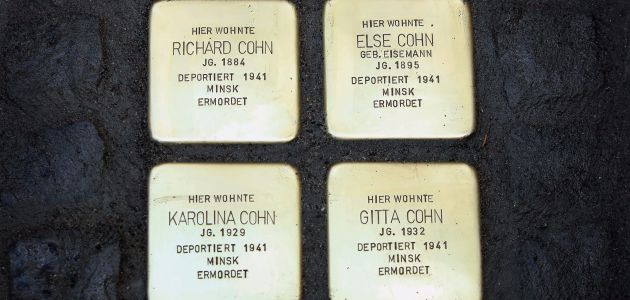 HIER WOHNTE
RICHARD COHN
JG. 1884
DEPORTIERT 1941
MINSK
ERMORDET
HIER WOHNTE
ELSE COHN
GEB. EISEMANN
JG. 1895
DEPORTIERT 1941
MINSK
ERMORDET
HIER WOHNTE
KAROLINA COHN
JG. 1929
DEPORTIERT 1941
MINSK
ERMORDET
HIER WOHNTE
GITTA COHN
JG. 1932
DEPORTIERT 1941
MINSK
ERMORDET